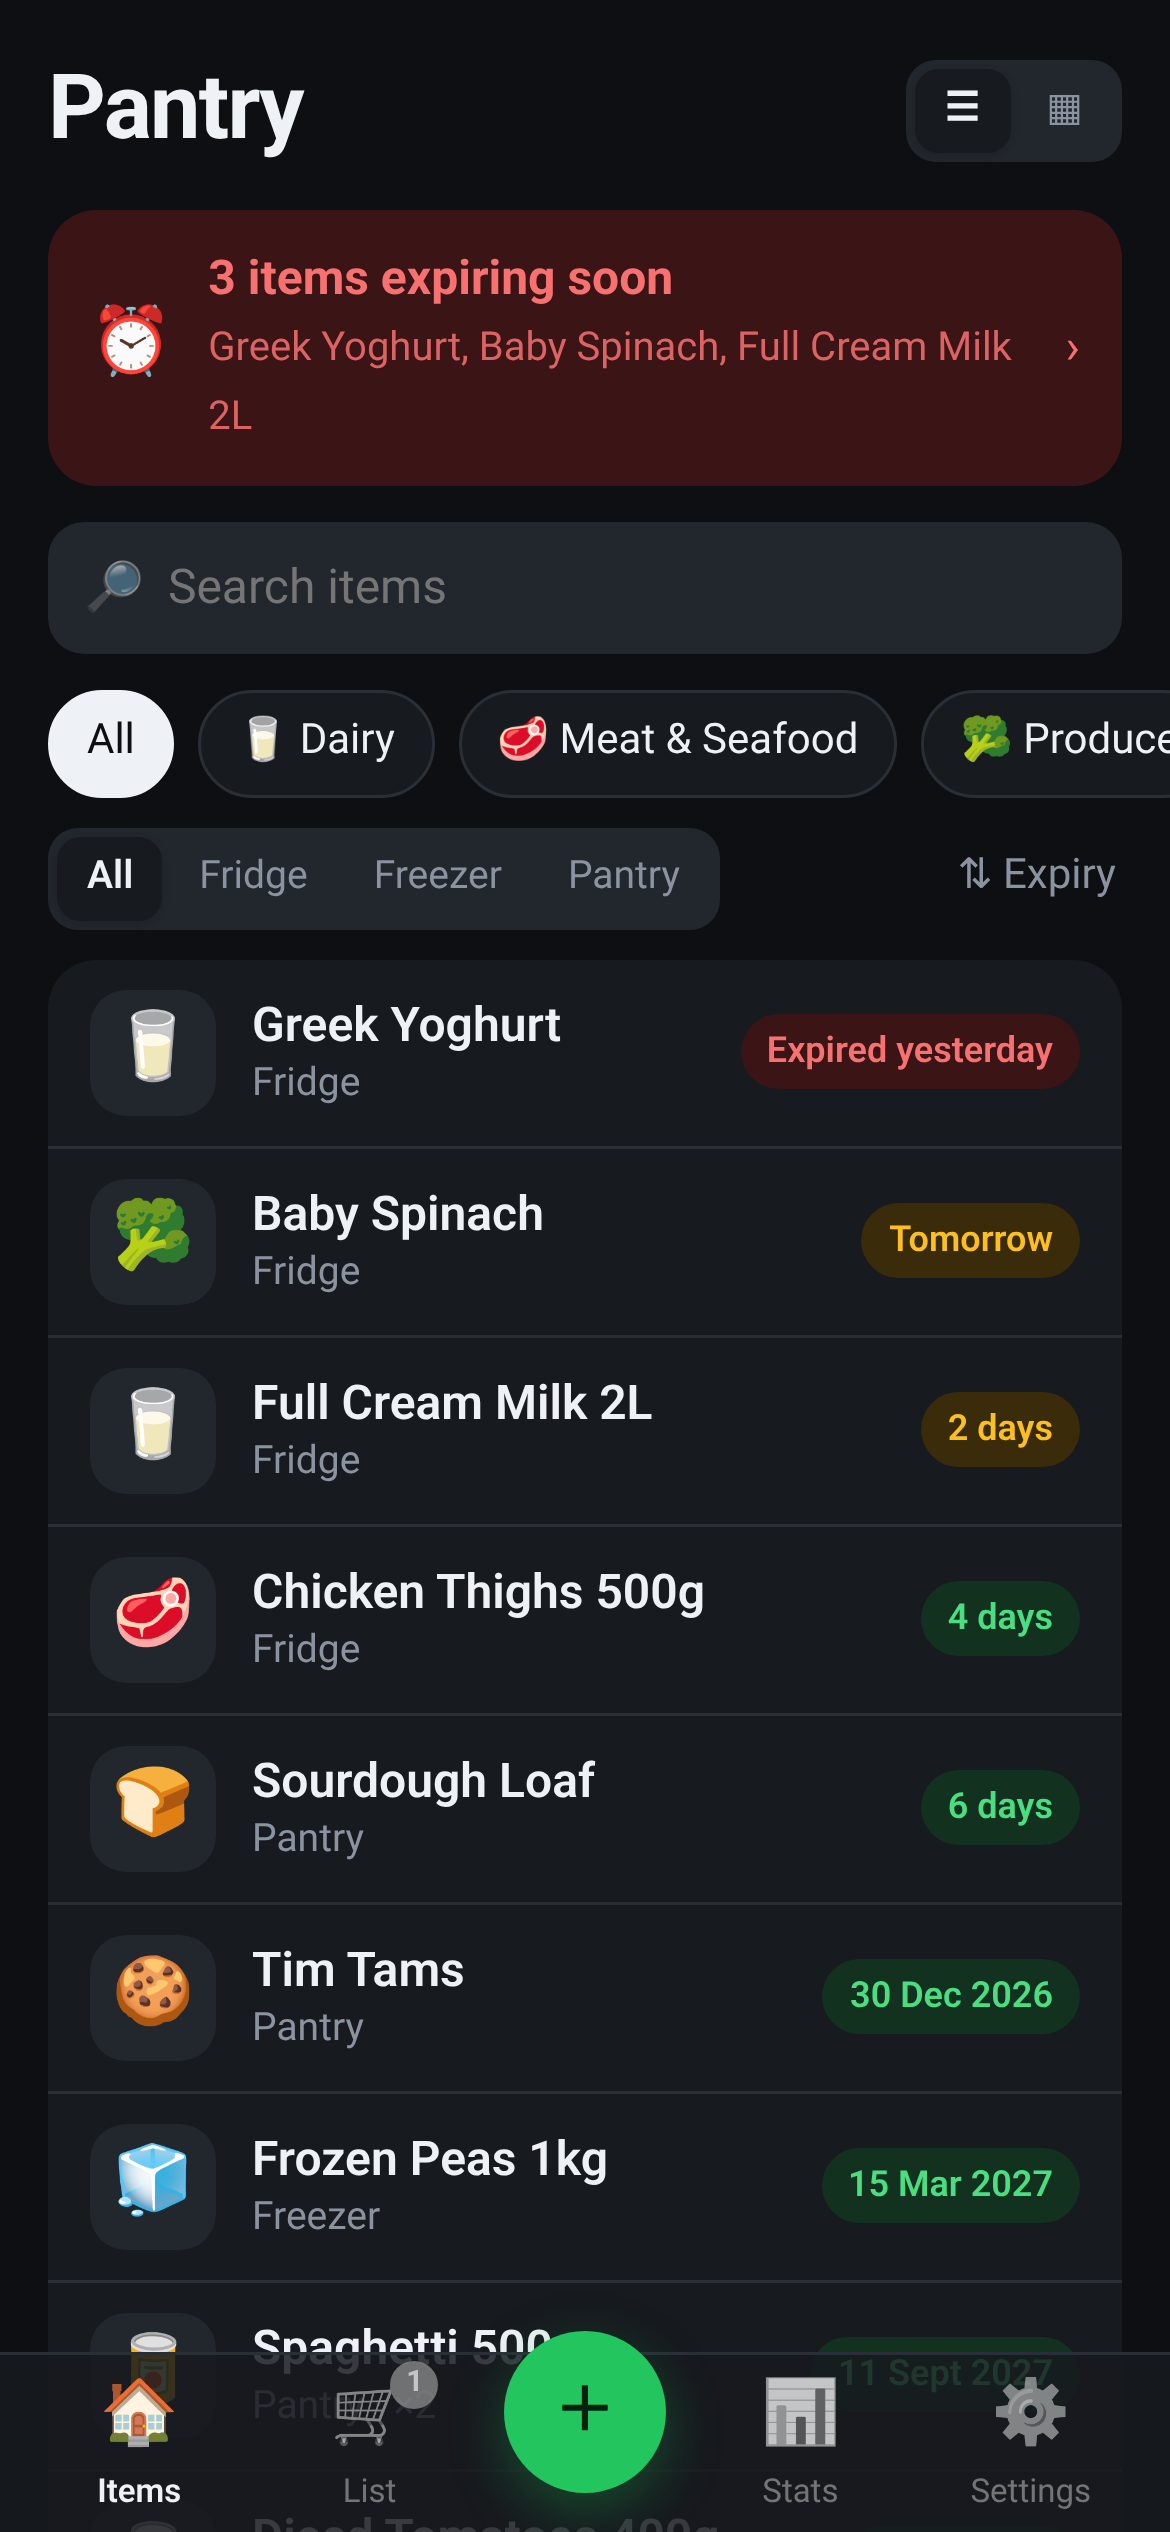 Pantry
3 items expiring soon
Greek Yoghurt, Baby Spinach, Full Cream Milk
2L
Search items
All
Dairy
Meat & Seafood
Produce
All
Fridge
Freezer
Pantry
⇅ Expiry
Greek Yoghurt
Fridge
Expired yesterday
Baby Spinach
Fridge
Tomorrow
Full Cream Milk 2L
Fridge
2 days
Chicken Thighs 500g
Fridge
4 days
Sourdough Loaf
Pantry
6 days
Tim Tams
Pantry
30 Dec 2026
Frozen Peas 1kg
Freezer
15 Mar 2027
Spaghetti 500
11 Sept 2027
1
+
Items
List
Stats
Settings